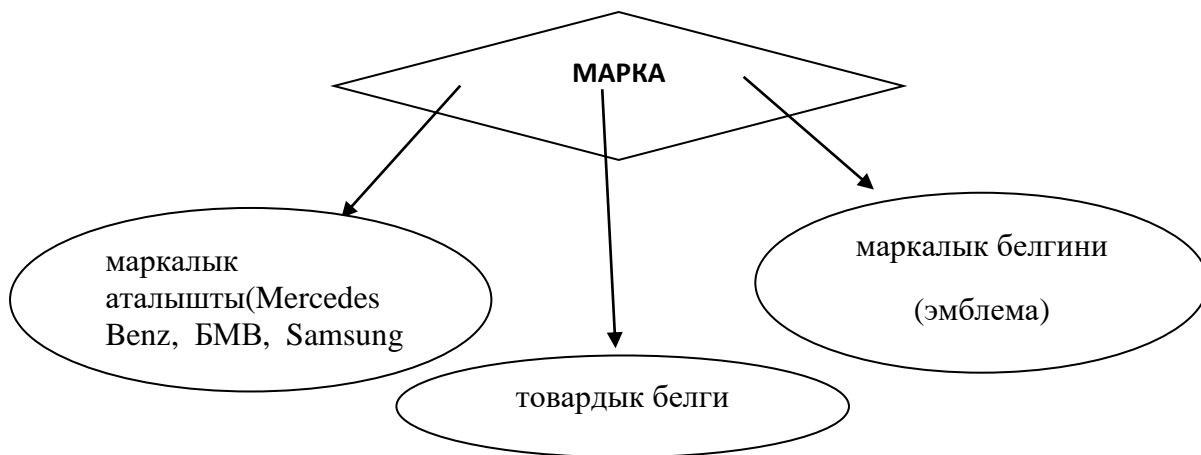 МАРКА
маркалык
аталышты(Mercedes
Benz, БМВ, Samsung
товардык белги
маркалык белгини
(эмблема)